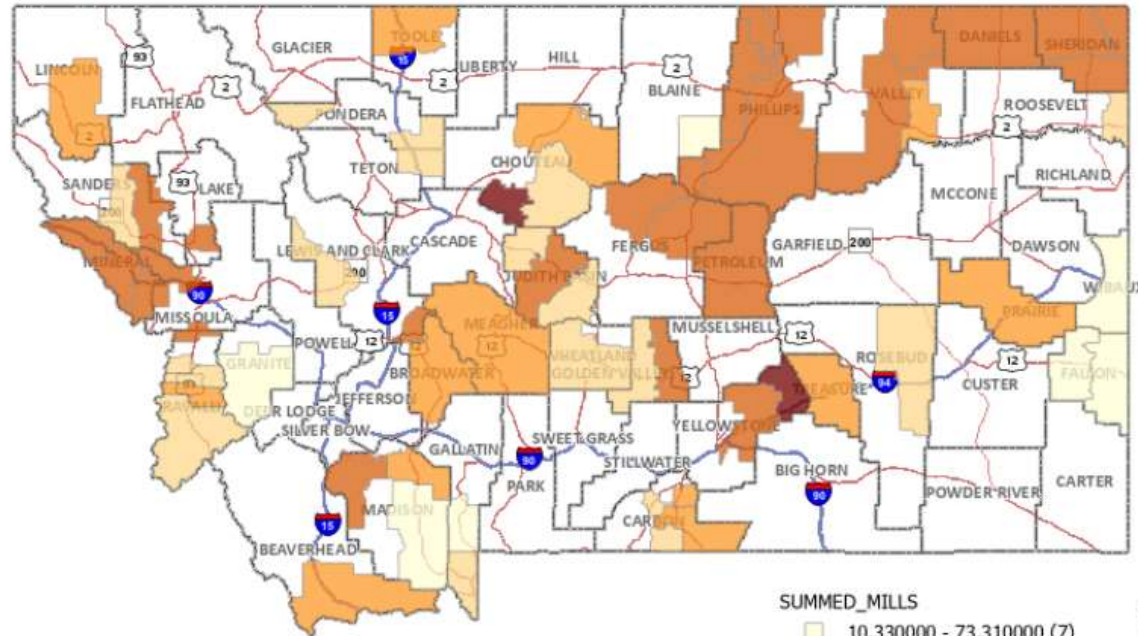 GLACIER
TOOLE
15
LIBERTY
2
HILL
2
BLAINE
PHILLIPS
VALLEY
DANIELS
SHERIDAN
ROOSEVELT
2
LINCOLN
93
FLATHEAD
2
2
PONDERA
TETON
CHOUTEAU
MCCONE
RICHLAND
SANDERS
200
93
LAKE
LEWIS AND CLARK
200
CASCADE
FERGUS
PETROLEUM
GARFIELD
200
DAWSON
WIBAUX
MINERAL
90
MISSOULA
JUDITH BASIN
15
12
POWELL
MEAGHER
12
12
MUSSELSHELL
12
12
ROSEBUD
PRAIRIE
12
GRANITE
BROADWATER
WHEATLAND
GOLDEN VALLEY
TREASURE
94
CUSTER
FALLON
RAVALLI
DEER LODGE
JEFFERSON
SILVER BOW
GALLATIN
SWEET GRASS
YELLOWSTONE
90
PARK
STILLWATER
BIG HORN
90
POWDER RIVER
CARTER
MADISON
15
BEAVERHEAD
CARBON
SUMMED_MILLS
10.330000 - 73.310000 (7)